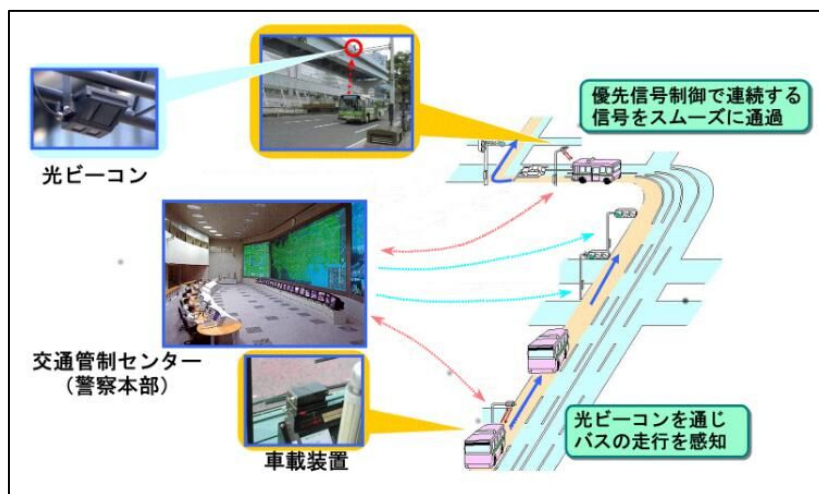 優先信号制御で連続する
信号をスムーズに通過
光ビーコン
交通管制センター
（警察本部）
車載装置
光ビーコンを通じ
バスの走行を感知